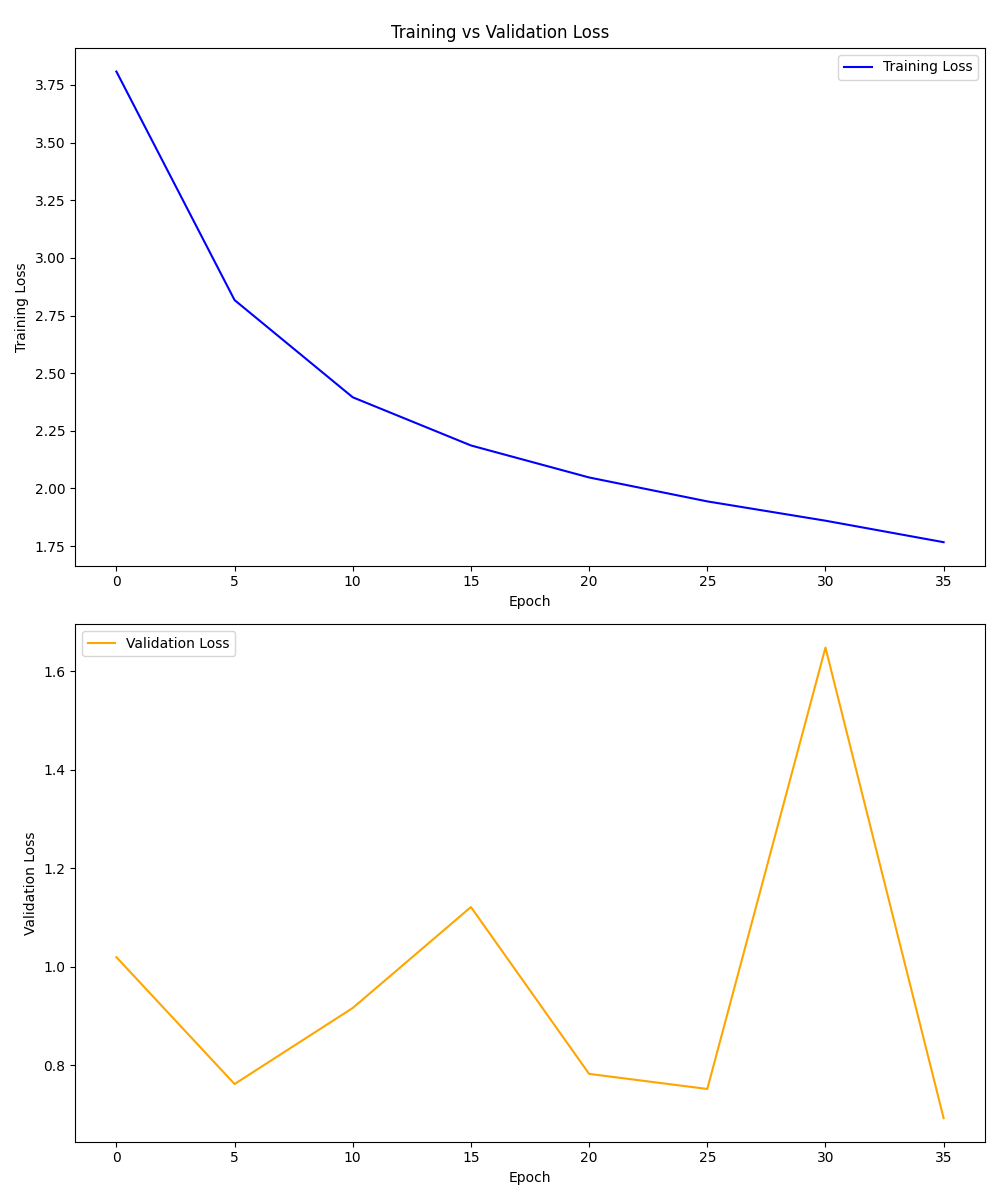 Training vs Validation Loss
Training Loss
3.75
3.50
3.25
3.00
2.75
2.50
2.25
2.00
1.75
Training Loss
0 5 10 15 20 25 30 35
Epoch
Validation Loss
1.6
1.4
1.2
1.0
0.8
Validation Loss
0 5 10 15 20 25 30 35
Epoch